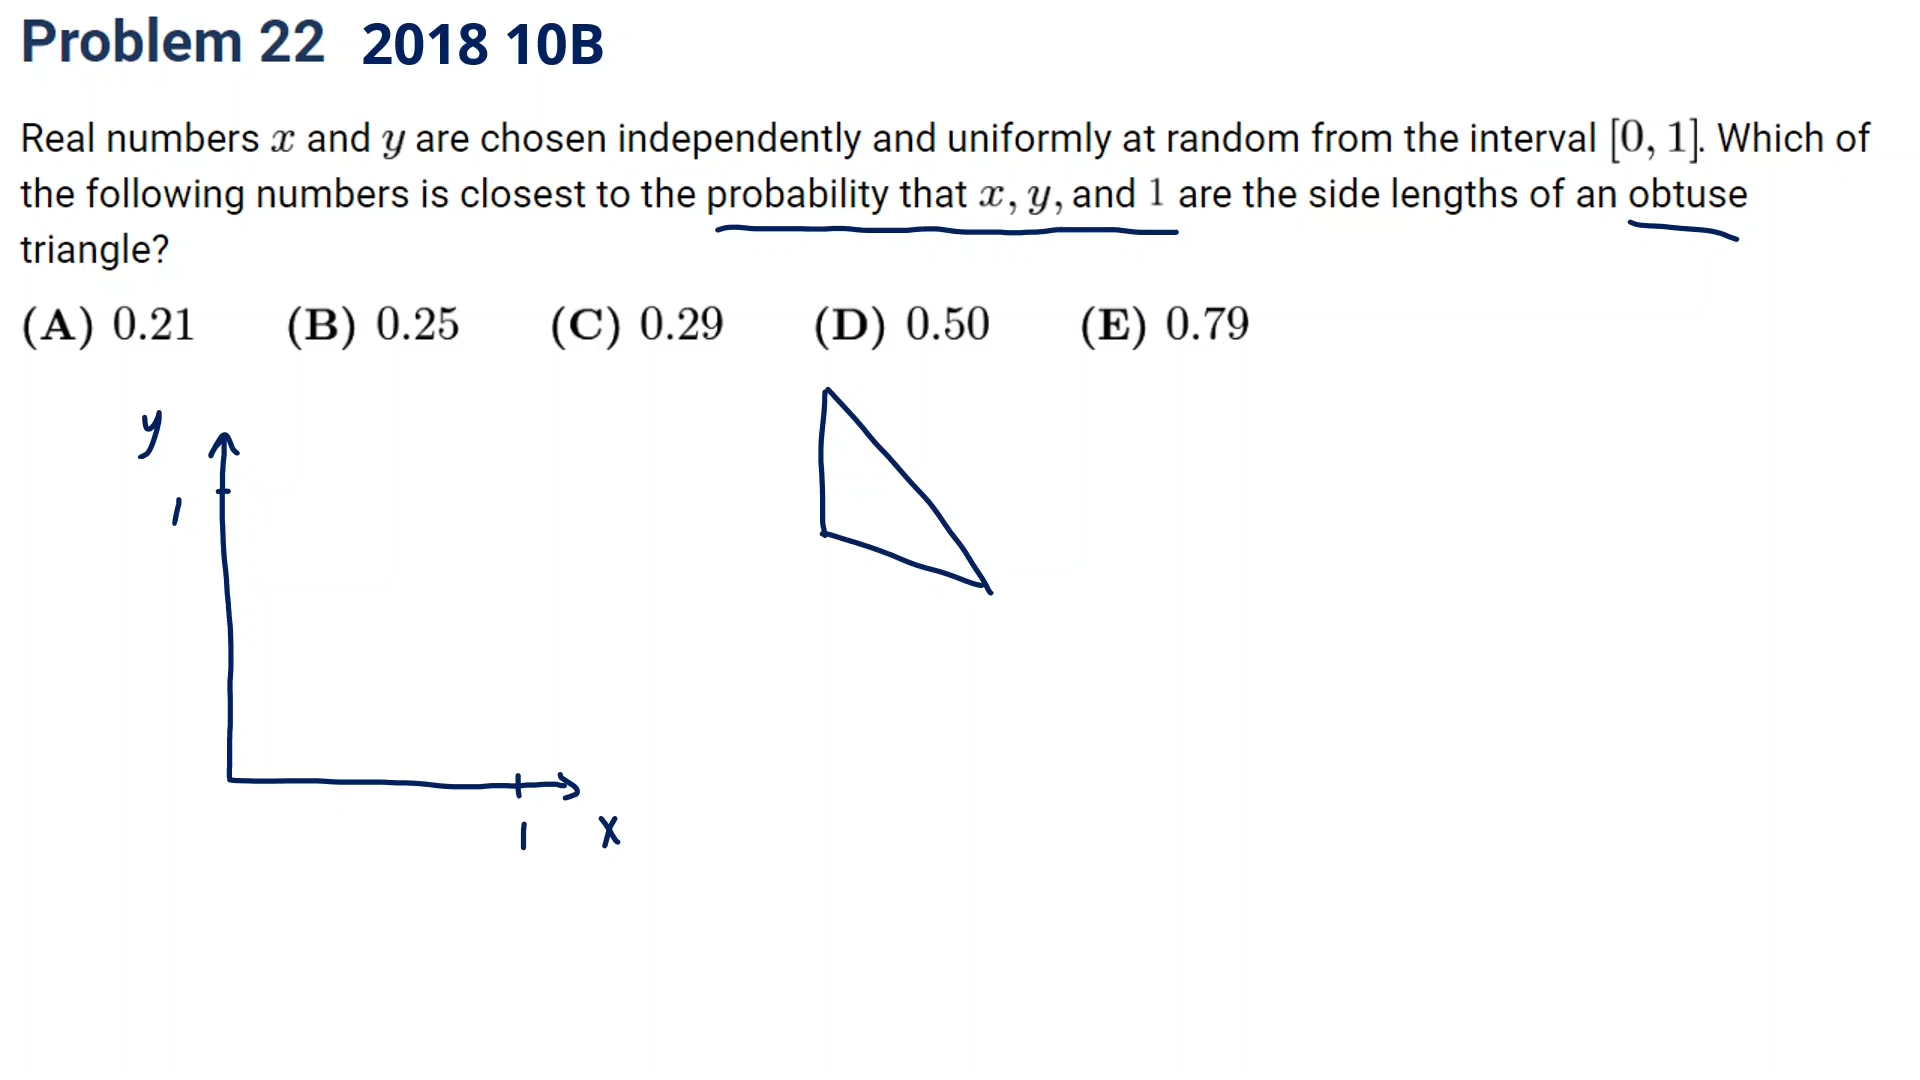 Problem 22 2018 10B
Real numbers x and y are chosen independently and uniformly at random from the interval [0, 1]. Which of
the following numbers is closest to the probability that x, y, and 1 are the side lengths of an obtuse
triangle?
(A) 0.21 (B) 0.25 (C) 0.29 (D) 0.50 (E) 0.79
y
1
1 x